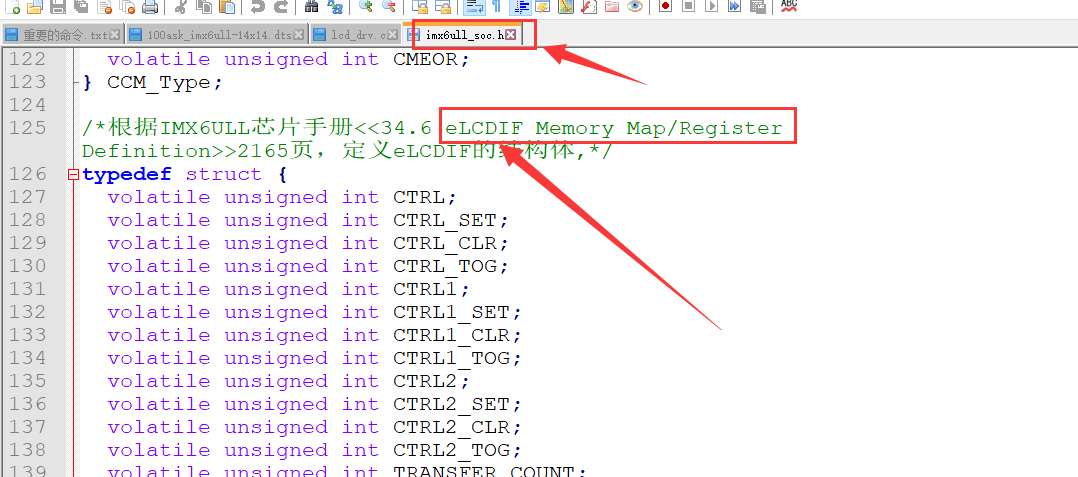 ABC
重要的命令.txt 100ask_imx6ull-14x14.dts lcd_drv.c imx6ull_soc.h
122 volatile unsigned int CMEOR;
123 } CCM_Type;
124
125 /*根据IMX6ULL芯片手册<<34.6 eLCDIF Memory Map/Register
Definition>>2165页，定义eLCDIF的结构体,*/
126 typedef struct {
127 volatile unsigned int CTRL;
128 volatile unsigned int CTRL_SET;
129 volatile unsigned int CTRL_CLR;
130 volatile unsigned int CTRL_TOG;
131 volatile unsigned int CTRL1;
132 volatile unsigned int CTRL1_SET;
133 volatile unsigned int CTRL1_CLR;
134 volatile unsigned int CTRL1_TOG;
135 volatile unsigned int CTRL2;
136 volatile unsigned int CTRL2_SET;
137 volatile unsigned int CTRL2_CLR;
138 volatile unsigned int CTRL2_TOG;
139 volatile unsigned int TRANSFER_COUNT;